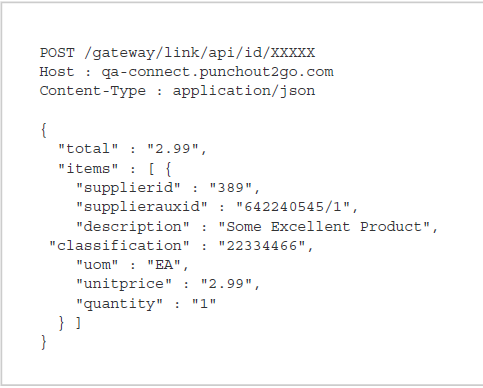 POST /gateway/link/api/id/XXXXX
Host : qa-connect.punchout2go.com
Content-Type : application/json

{
  "total" : "2.99",
  "items" : [ {
    "supplierid" : "389",
    "supplierauxid" : "642240545/1",
    "description" : "Some Excellent Product",
 "classification" : "22334466",
    "uom" : "EA",
    "unitprice" : "2.99",
    "quantity" : "1"
  } ]
}